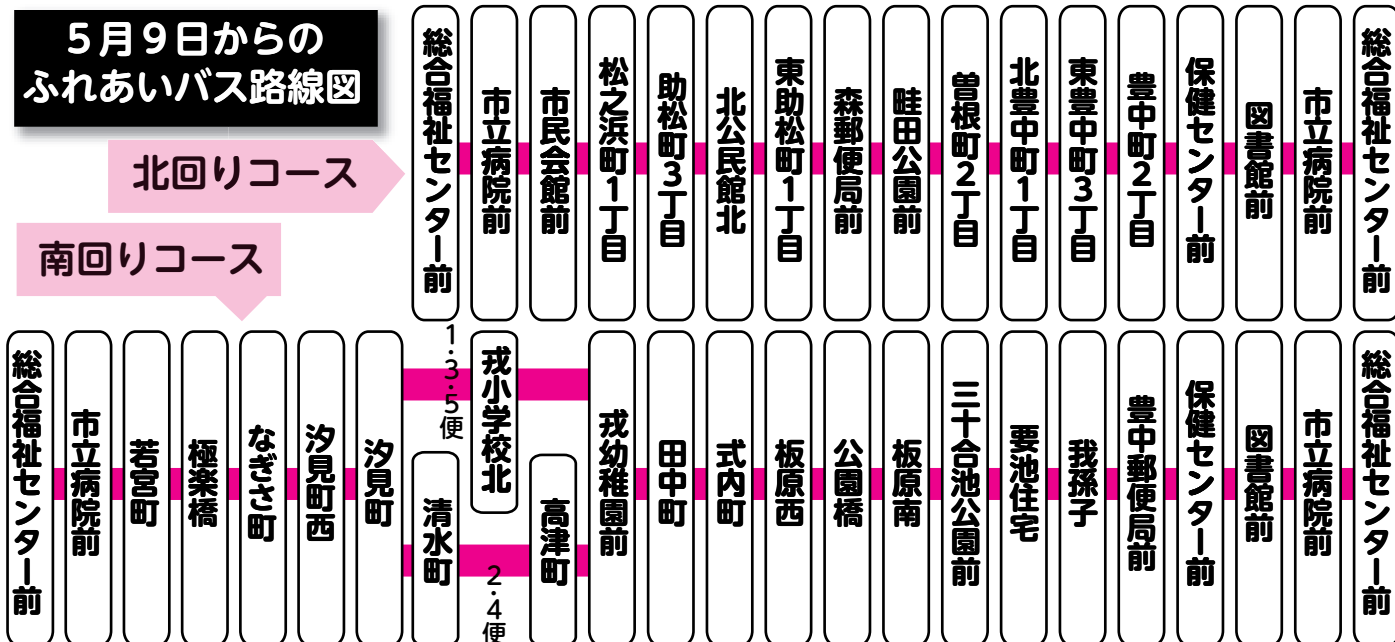 5月9日からの
ふれあいバス路線図
北回りコース
総合福祉センター前
市立病院前
市民会館前
松之浜町1丁目
助松町3丁目
北公民館北
東助松町1丁目
森郵便局前
畦田公園前
曽根町2丁目
北豊中町1丁目
東豊中町3丁目
豊中町2丁目
保健センター前
図書館前
市立病院前
総合福祉センター前
南回りコース
総合福祉センター前
市立病院前
若宮町
極楽橋
なぎさ町
汐見町西
汐見町
1・3・5便
戎小学校北
清水町
2・4便
高津町
戎幼稚園前
田中町
式内町
板原西
公園橋
板原南
三十合池公園前
要池住宅
我孫子
豊中郵便局前
保健センター前
図書館前
市立病院前
総合福祉センター前